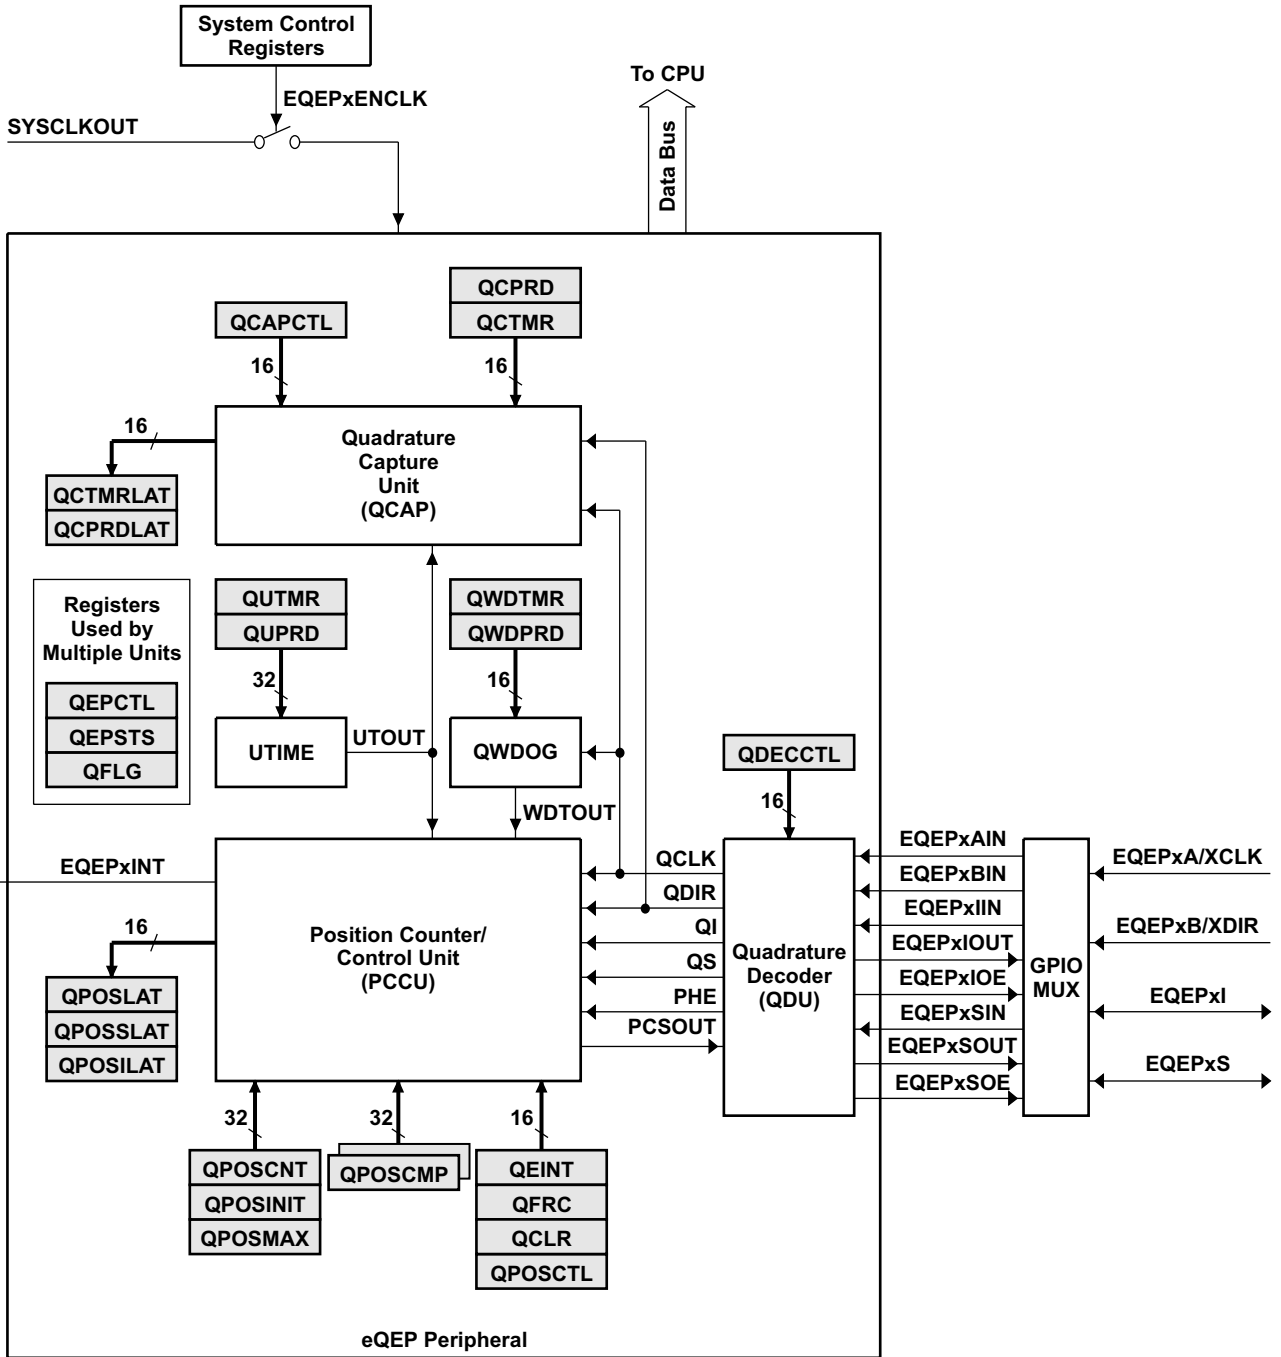 System Control
Registers
To CPU
EQEPxENCLK
SYSCLKOUT
Data Bus
QCPRD
QCAPCTL
QCTMR
16
16
16
Quadrature
Capture
Unit
(QCAP)
QCTMRLAT
QCPRDLAT
Registers
Used by
Multiple Units
QEPCTL
QEPSTS
QFLG
QUTMR
QUPRD
32
UTIME
UTOUT
QWDTMR
QWDPRD
16
QWDOG
WDTOUT
QDECCTL
16
EQEPxINT
16
Position Counter/
Control Unit
(PCCU)
QCLK
QDIR
QI
QS
PHE
PCSOUT
Quadrature
Decoder
(QDU)
EQEPxAIN
EQEPxBIN
EQEPxIIN
EQEPxIOUT
EQEPxIOE
EQEPxSIN
EQEPxSOUT
EQEPxSOE
GPIO
MUX
EQEPxA/XCLK
EQEPxB/XDIR
EQEPxI
EQEPxS
QPOSLAT
QPOSSLAT
QPOSILAT
32
32
16
QPOSCNT
QPOSINIT
QPOSMAX
QPOSCMP
QEINT
QFRC
QCLR
QPOSCTL
eQEP Peripheral